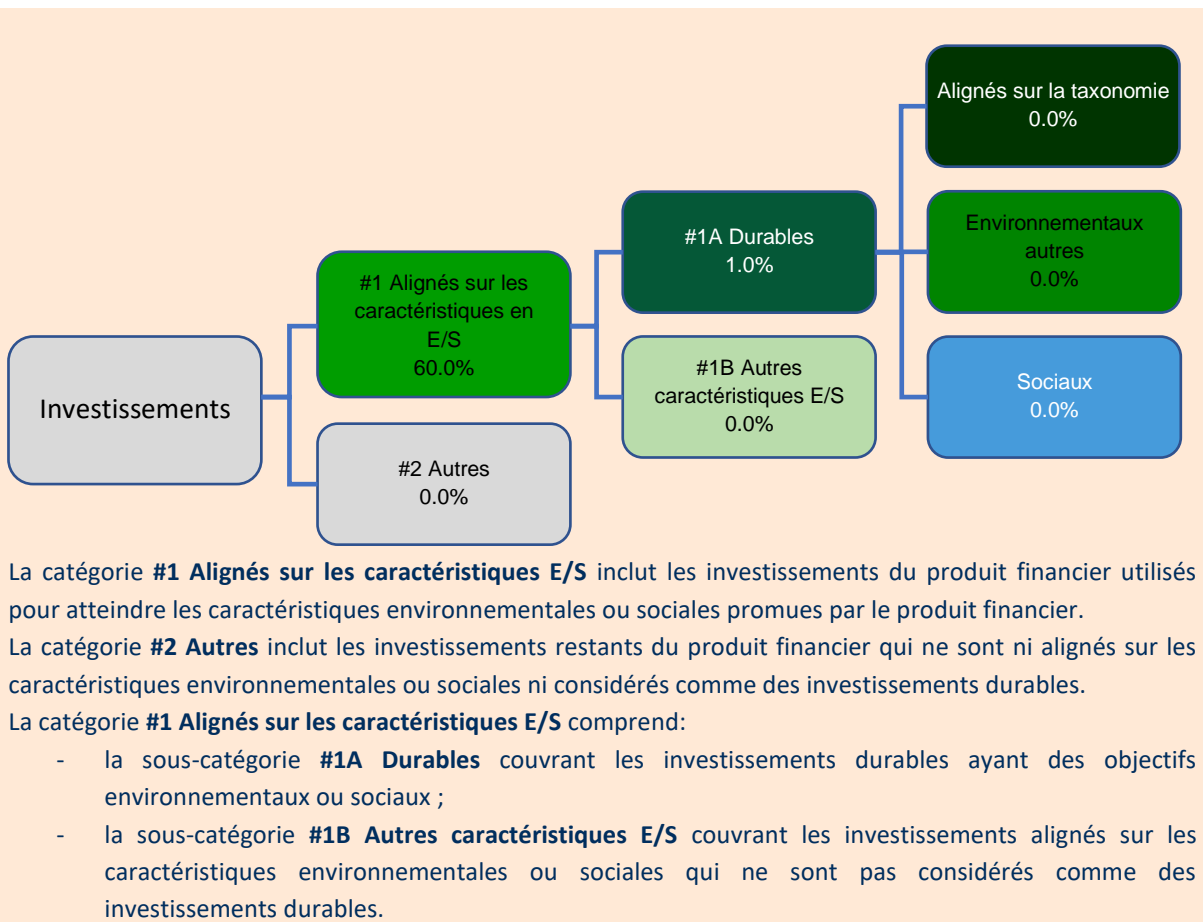 Alignés sur la taxonomie
0.0%
#1A Durables
1.0%
Environnementaux
autres
0.0%
#1 Alignés sur les
caractéristiques en
E/S
60.0%
#1B Autres
caractéristiques E/S
0.0%
Sociaux
0.0%
Investissements
#2 Autres
0.0%
La catégorie #1 Alignés sur les caractéristiques E/S inclut les investissements du produit financier utilisés
pour atteindre les caractéristiques environnementales ou sociales promues par le produit financier.
La catégorie #2 Autres inclut les investissements restants du produit financier qui ne sont ni alignés sur les
caractéristiques environnementales ou sociales ni considérés comme des investissements durables.
La catégorie #1 Alignés sur les caractéristiques E/S comprend:
- la sous-catégorie #1A Durables couvrant les investissements durables ayant des objectifs
environnementaux ou sociaux ;
- la sous-catégorie #1B Autres caractéristiques E/S couvrant les investissements alignés sur les
caractéristiques environnementales ou sociales qui ne sont pas considérés comme des
investissements durables.